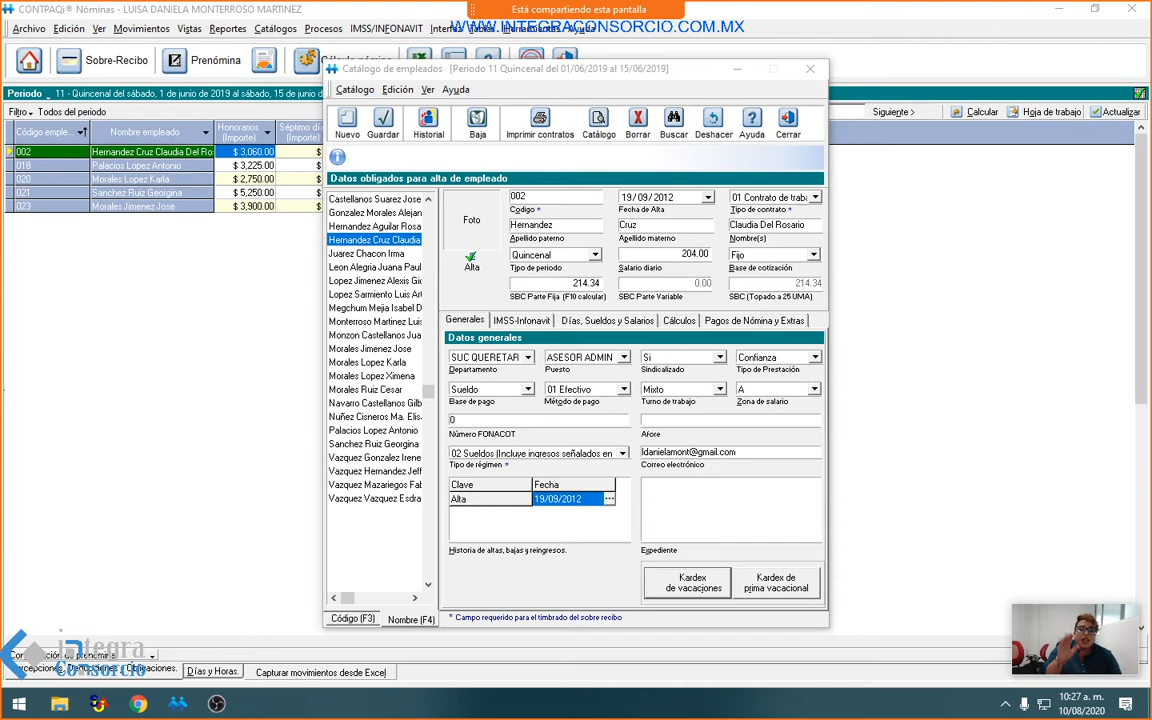 CONTPAQi® Nóminas - LUISA DANIELA MONTERROSO MARTINEZ
Está compartiendo esta pantalla
WWW.INTEGRACONSORCIO.COM.MX
Archivo Edición Ver Movimientos Vistas Reportes Catálogos Procesos IMSS/INFONAVIT
Sobre-Recibo Prenómina
Catálogo de empleados [Periodo 11 Quincenal del 01/06/2019 al 15/06/2019]
Catálogo Edición Ver Ayuda
Periodo 11 - Quincenal del sábado, 1 de junio de 2019 al sábado, 15 de junio
Filtro Todos del periodo
Siguiente > Calcular Hoja de trabajo Actualizar
Nuevo Guardar Historial Baja Imprimir contratos Catálogo Borrar Buscar Deshacer Ayuda Cerrar
Código emple... Nombre empleado Honorarios (Importe) Séptimo día (Importe)
002 Hernandez Cruz Claudia Del Ro $ 3,060.00 $
018 Palacios Lopez Antonio $ 3,225.00 $
020 Morales Lopez Karla $ 2,750.00 $
021 Sanchez Ruiz Georgina $ 5,250.00 $
023 Morales Jimenez Jose $ 3,900.00 $
Datos obligados para alta de empleado
Castellanos Suarez Jose
Gonzalez Morales Alejan
Hernandez Aguilar Rosa
Hernandez Cruz Claudia
Juarez Chacon Irma
Leon Alegria Juana Paul
Lopez Jimenez Alexis Gi
Lopez Sarmiento Luis Ar
Megchum Mejia Isabel D
Monterroso Martinez Lu
Monzon Castellanos Jua
Morales Jimenez Jose
Morales Lopez Karla
Morales Lopez Ximena
Morales Ruiz Cesar
Navarro Castellanos Gilb
Nuñez Cisneros Ma. Elis
Palacios Lopez Antonio
Sanchez Ruiz Georgina
Vazquez Gonzalez Irene
Vazquez Hernandez Jeff
Vazquez Mazariegos Fab
Vazquez Vazquez Esdra
Código (F3) Nombre (F4)
Foto
Alta
002 19/09/2012 01 Contrato de traba
Código * Fecha de Alta Tipo de contrato *
Hernandez Cruz Claudia Del Rosario
Apellido paterno Apellido materno Nombre(s)
Quincenal 204.00 Fijo
Tipo de periodo Salario diario Base de cotización
214.34 0.00 214.34
SBC Parte Fija (F10 calcular) SBC Parte Variable SBC (Topado a 25 UMA)
Generales IMSS-Infonavit Días, Sueldos y Salarios Cálculos Pagos de Nómina y Extras
Datos generales
SUC QUERETAR ASESOR ADMIN Si Confianza
Departamento Puesto Sindicalizado Tipo de Prestación
Sueldo 01 Efectivo Mixto A
Base de pago Método de pago Turno de trabajo Zona de salario
0
Número FONACOT Afore
02 Sueldos (Incluye ingresos señalados en ldanielamont@gmail.com
Tipo de régimen * Correo electrónico
Clave Fecha
Alta 19/09/2012 ...
Historia de altas, bajas y reingresos. Expediente
Kardex de vacaciones Kardex de prima vacacional
* Campo requerido para el timbrado del sobre recibo
integra
Consorcio
Días y Horas. Capturar movimientos desde Excel
10:27 a. m.
10/08/2020